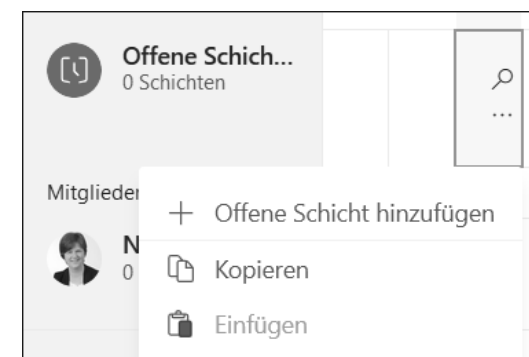 Offene Schich...
0 Schichten
...
Mitglieder
+ Offene Schicht hinzufügen
N
0
Kopieren
Einfügen